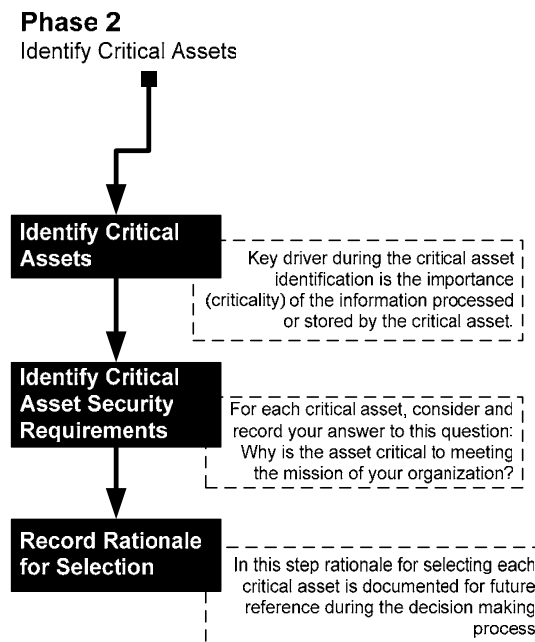 Phase 2
Identify Critical Assets
Identify Critical
Assets
Key driver during the critical asset
identification is the importance
(criticality) of the information processed
or stored by the critical asset.
Identify Critical
Asset Security
Requirements
For each critical asset, consider and
record your answer to this question:
Why is the asset critical to meeting
the mission of your organization?
Record Rationale
for Selection
In this step rationale for selecting each
critical asset is documented for future
reference during the decision making
process